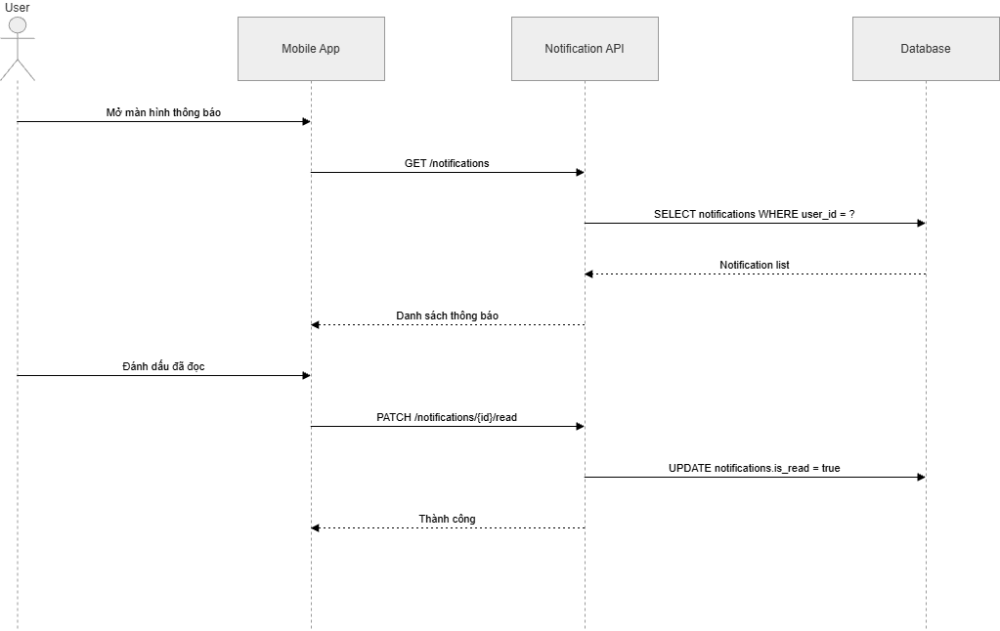 User
Mobile App
Notification API
Database
Mở màn hình thông báo
GET /notifications
SELECT notifications WHERE user_id = ?
Notification list
Danh sách thông báo
Đánh dấu đã đọc
PATCH /notifications/{id}/read
UPDATE notifications.is_read = true
Thành công